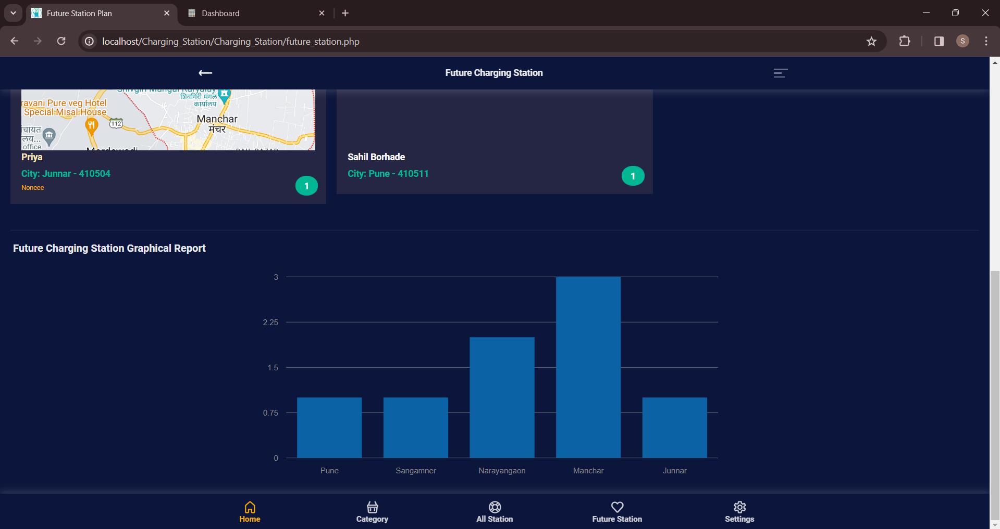 Future Station Plan
Dashboard
localhost/Charging_Station/Charging_Station/future_station.php
S
Future Charging Station
Shivgiri Mangal Karyalay
शिवगिरी मंगल
कार्यालय
ravani Pure veg Hotel
Special Misal House
112
Manchar
मंचर
चायत
लय...
office
Priya
City: Junnar - 410504
Noneee
1
Sahil Borhade
City: Pune - 410511
1
Future Charging Station Graphical Report
3
2.25
1.5
0.75
0
Pune
Sangamner
Narayangaon
Manchar
Junnar
Home
Category
All Station
Future Station
Settings